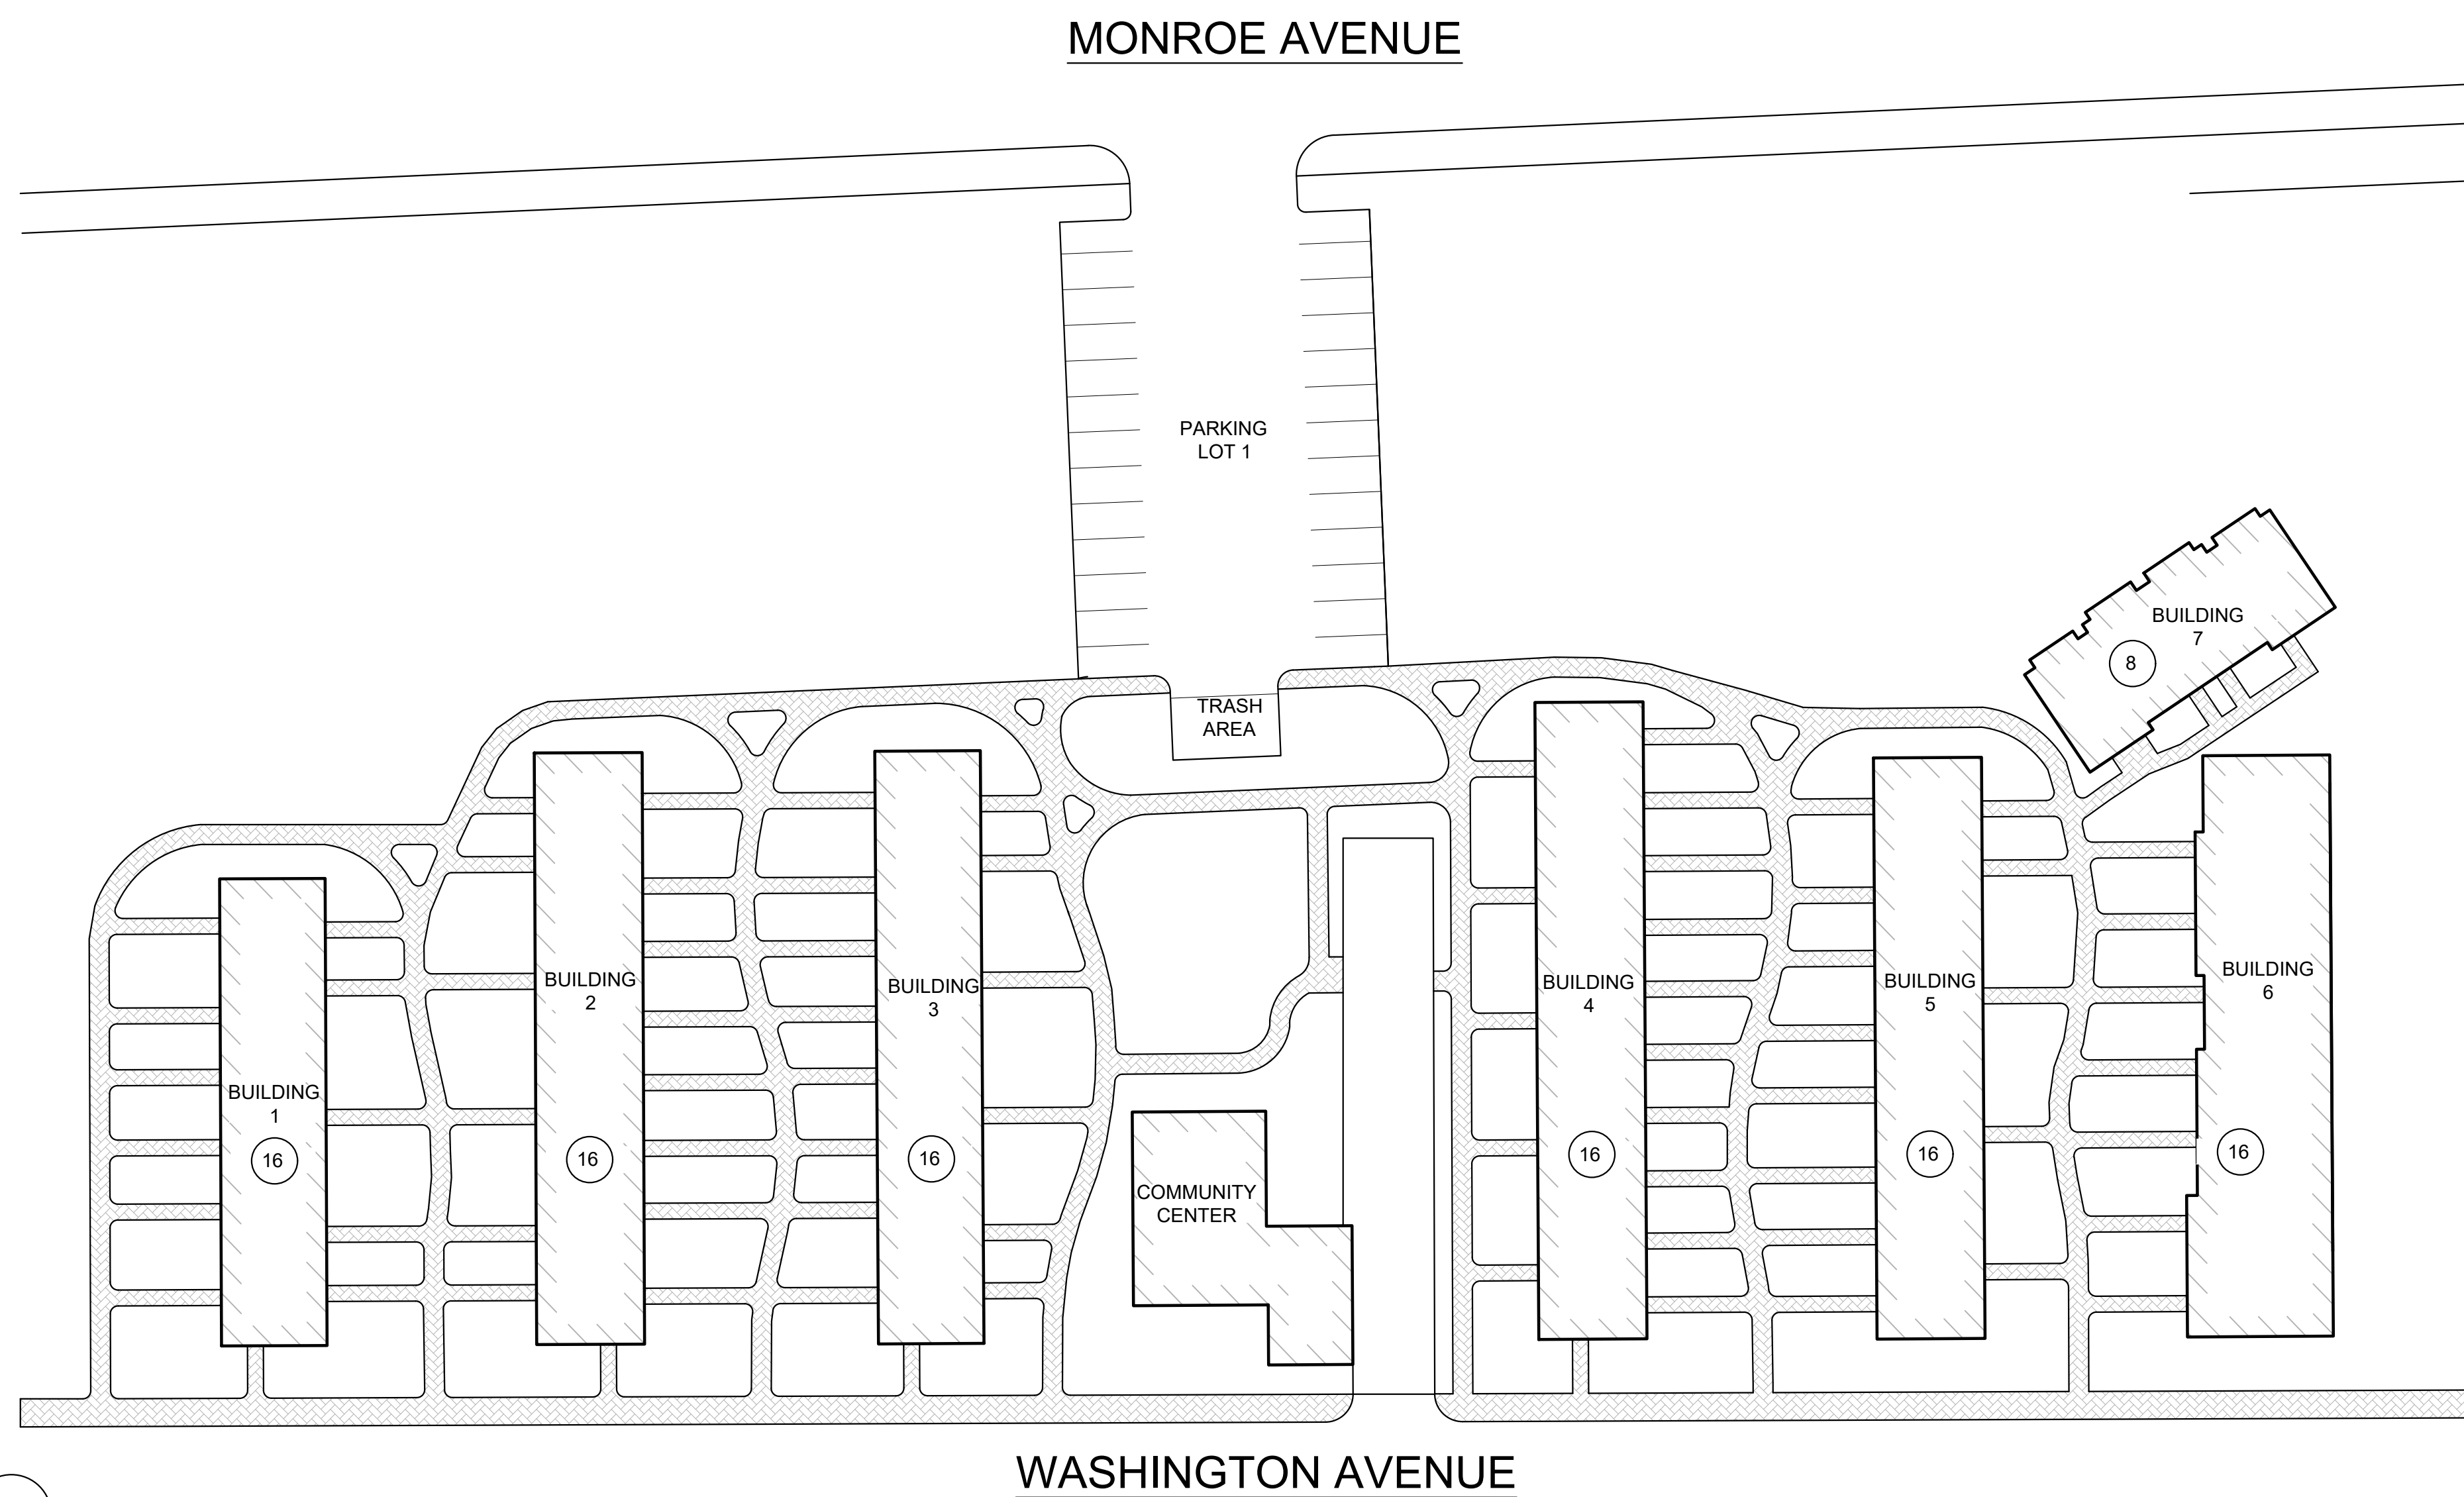 MONROE AVENUE
PARKING
LOT 1
BUILDING
7
8
TRASH
AREA
BUILDING
1
16
BUILDING
2
16
BUILDING
3
16
COMMUNITY
CENTER
BUILDING
4
16
BUILDING
5
16
BUILDING
6
16
WASHINGTON AVENUE